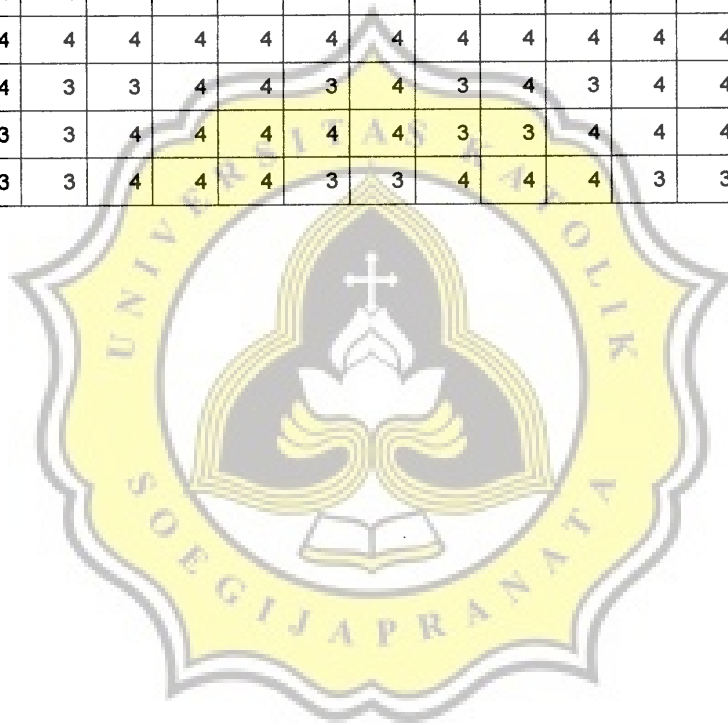 4 4 4 4 4 4 4 4 4 4 4 4
4 3 3 4 4 3 4 3 4 3 4 4
3 3 4 4 4 4 4 3 3 4 4 4
3 3 4 4 4 3 3 4 4 4 3 3
UNIVERSITAS KATOLIK
SOEGIJAPRANATA